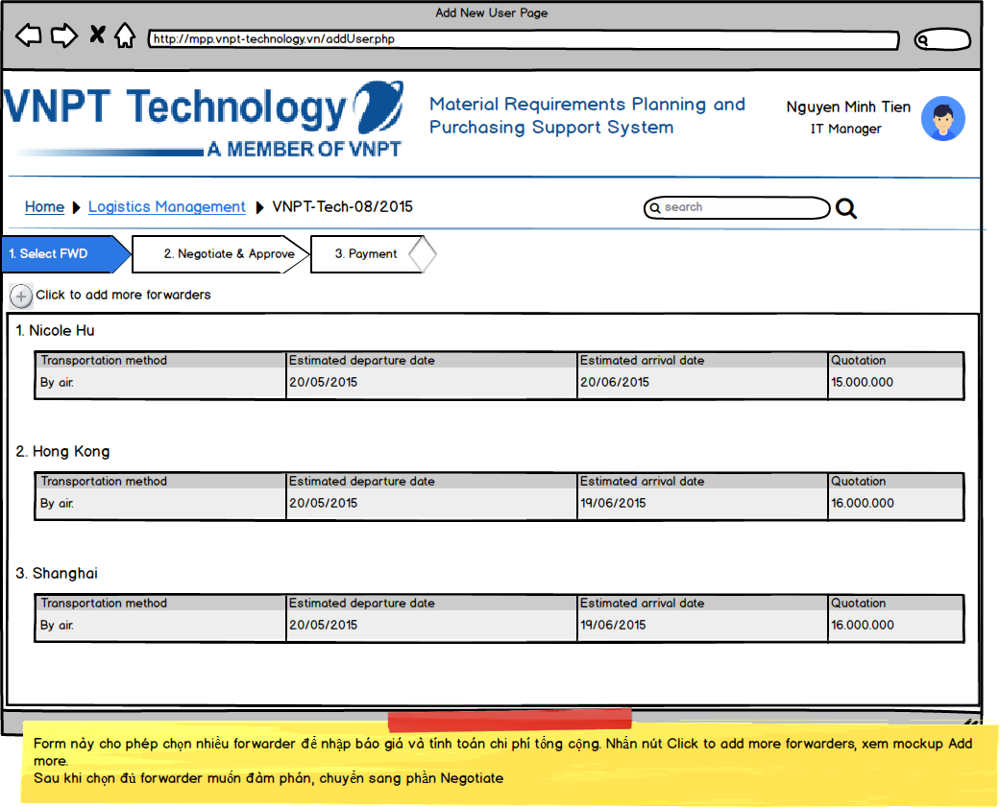 Add New User Page
http://mpp.vnpt-technology.vn/addUser.php
VNPT Technology
A MEMBER OF VNPT
Material Requirements Planning and
Purchasing Support System
Nguyen Minh Tien
IT Manager
Home Logistics Management VNPT-Tech-08/2015
search
1. Select FWD 2. Negotiate & Approve 3. Payment
Click to add more forwarders
1. Nicole Hu
Transportation method Estimated departure date Estimated arrival date Quotation
By air. 20/05/2015 20/06/2015 15.000.000
2. Hong Kong
Transportation method Estimated departure date Estimated arrival date Quotation
By air. 20/05/2015 19/06/2015 16.000.000
3. Shanghai
Transportation method Estimated departure date Estimated arrival date Quotation
By air. 20/05/2015 19/06/2015 16.000.000
Form này cho phép chọn nhiều forwarder để nhập báo giá và tính toán chi phí tổng cộng. Nhấn nút Click to add more forwarders, xem mockup Add
more.
Sau khi chọn đủ forwarder muốn đàm phán, chuyển sang phần Negotiate